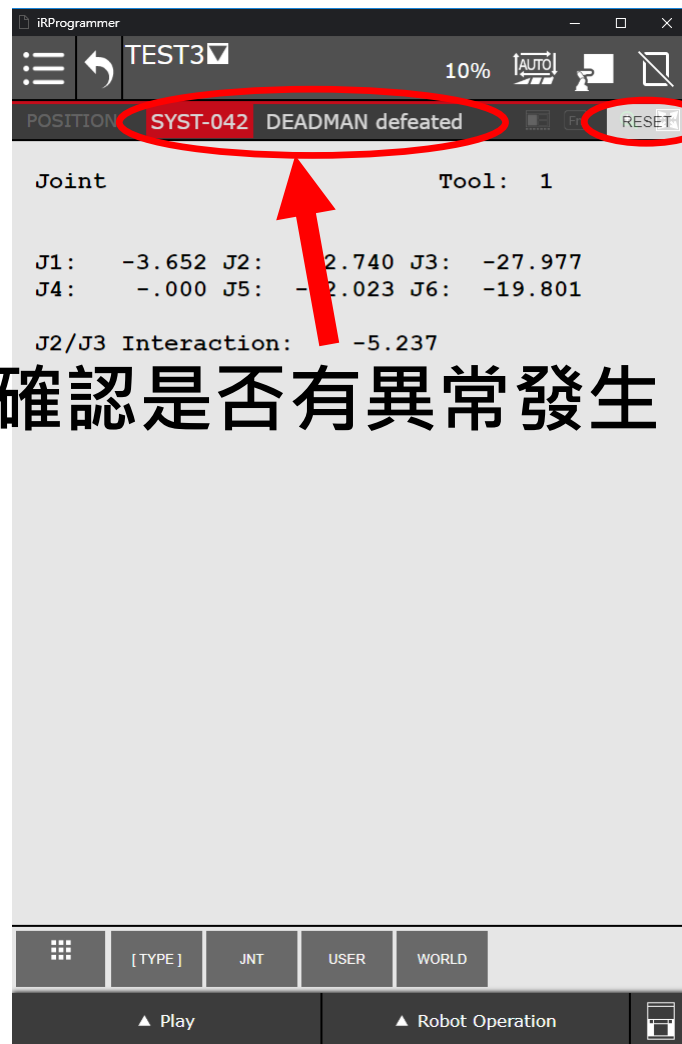 iRProgrammer
TEST3
10%
AUTO
POSITION SYST-042 DEADMAN defeated RESET
Joint Tool: 1
J1: -3.652 J2: 2.740 J3: -27.977
J4: -.000 J5: 2.023 J6: -19.801
J2/J3 Interaction: -5.237
確認是否有異常發生
[ TYPE ] JNT USER WORLD
▲ Play ▲ Robot Operation